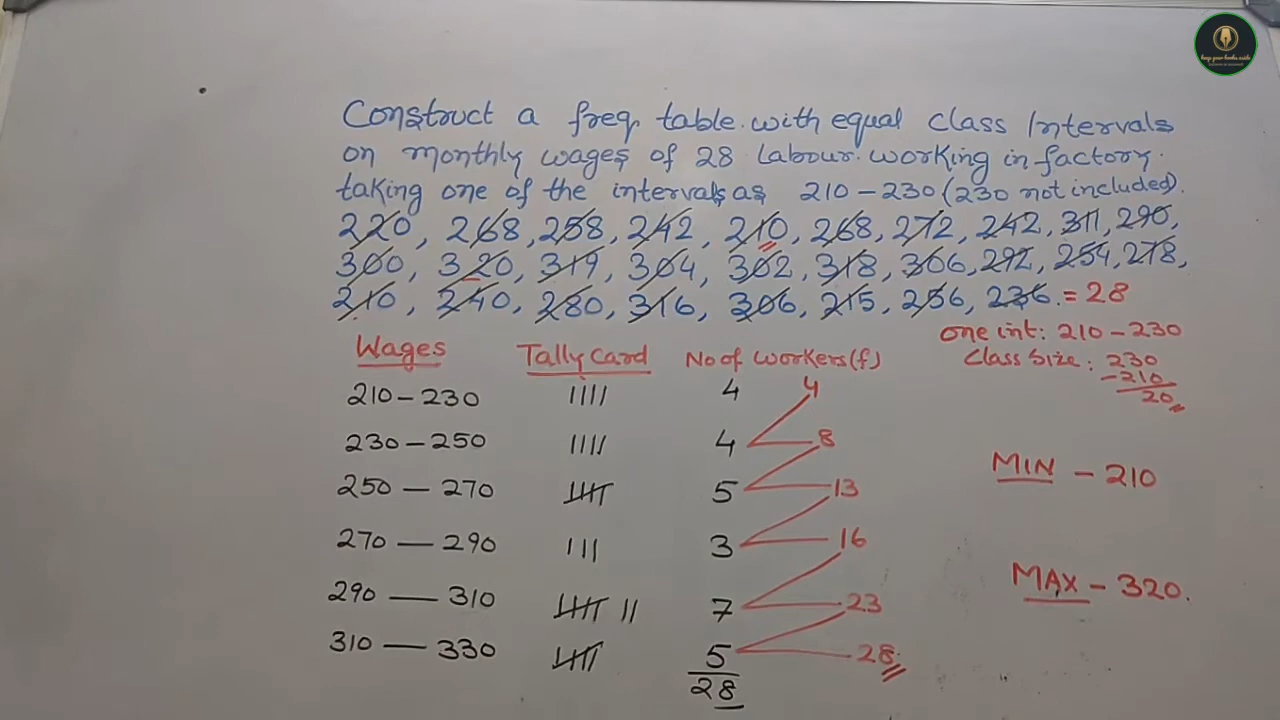 keep your books aside
Construct a freq. table with equal class Intervals
on monthly wages of 28 Labour working in factory.
taking one of the intervals as 210-230 (230 not included).
220, 268, 258, 242, 210, 268, 272, 242, 311, 290,
300, 320, 319, 304, 302, 318, 306, 292, 254, 278,
210, 240, 280, 316, 306, 215, 256, 236. = 28
One int: 210-230
Wages Tally Card No of workers(f) Class Size: 230
-210
20
210-230 |||| 4 4
230-250 |||| 4 8
MIN - 210
250-270 5 13
270-290 ||| 3 16
MAX - 320.
290-310 || 7 23
310-330 5 28
28